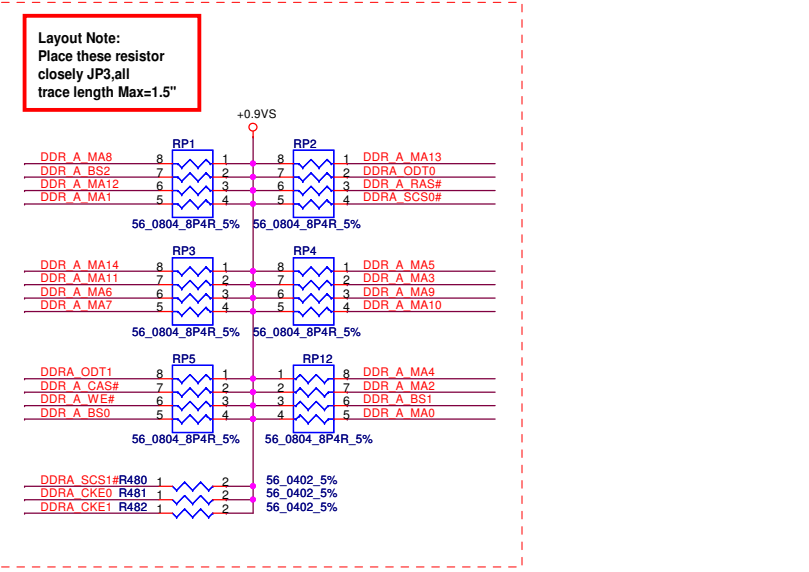 Layout Note:
Place these resistor
closely JP3,all
trace length Max=1.5"
+0.9VS
RP1 RP2
DDR_A_MA8 8 1 8 1 DDR_A_MA13
DDR_A_BS2 7 2 7 2 DDRA_ODT0
DDR_A_MA12 6 3 6 3 DDR_A_RAS#
DDR_A_MA1 5 4 5 4 DDRA_SCS0#
56_0804_8P4R_5% 56_0804_8P4R_5%
RP3 RP4
DDR_A_MA14 8 1 8 1 DDR_A_MA5
DDR_A_MA11 7 2 7 2 DDR_A_MA3
DDR_A_MA6 6 3 6 3 DDR_A_MA9
DDR_A_MA7 5 4 5 4 DDR_A_MA10
56_0804_8P4R_5% 56_0804_8P4R_5%
RP5 RP12
DDRA_ODT1 8 1 1 8 DDR_A_MA4
DDR_A_CAS# 7 2 2 7 DDR_A_MA2
DDR_A_WE# 6 3 3 6 DDR_A_BS1
DDR_A_BS0 5 4 4 5 DDR_A_MA0
56_0804_8P4R_5% 56_0804_8P4R_5%
DDRA_SCS1# R480 1 2 56_0402_5%
DDRA_CKE0 R481 1 2 56_0402_5%
DDRA_CKE1 R482 1 2 56_0402_5%